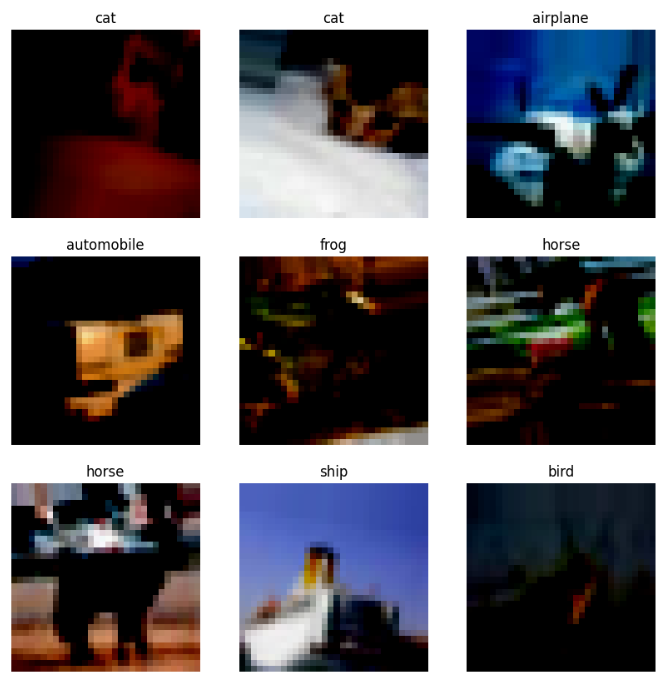 cat
cat
airplane
automobile
frog
horse
horse
ship
bird